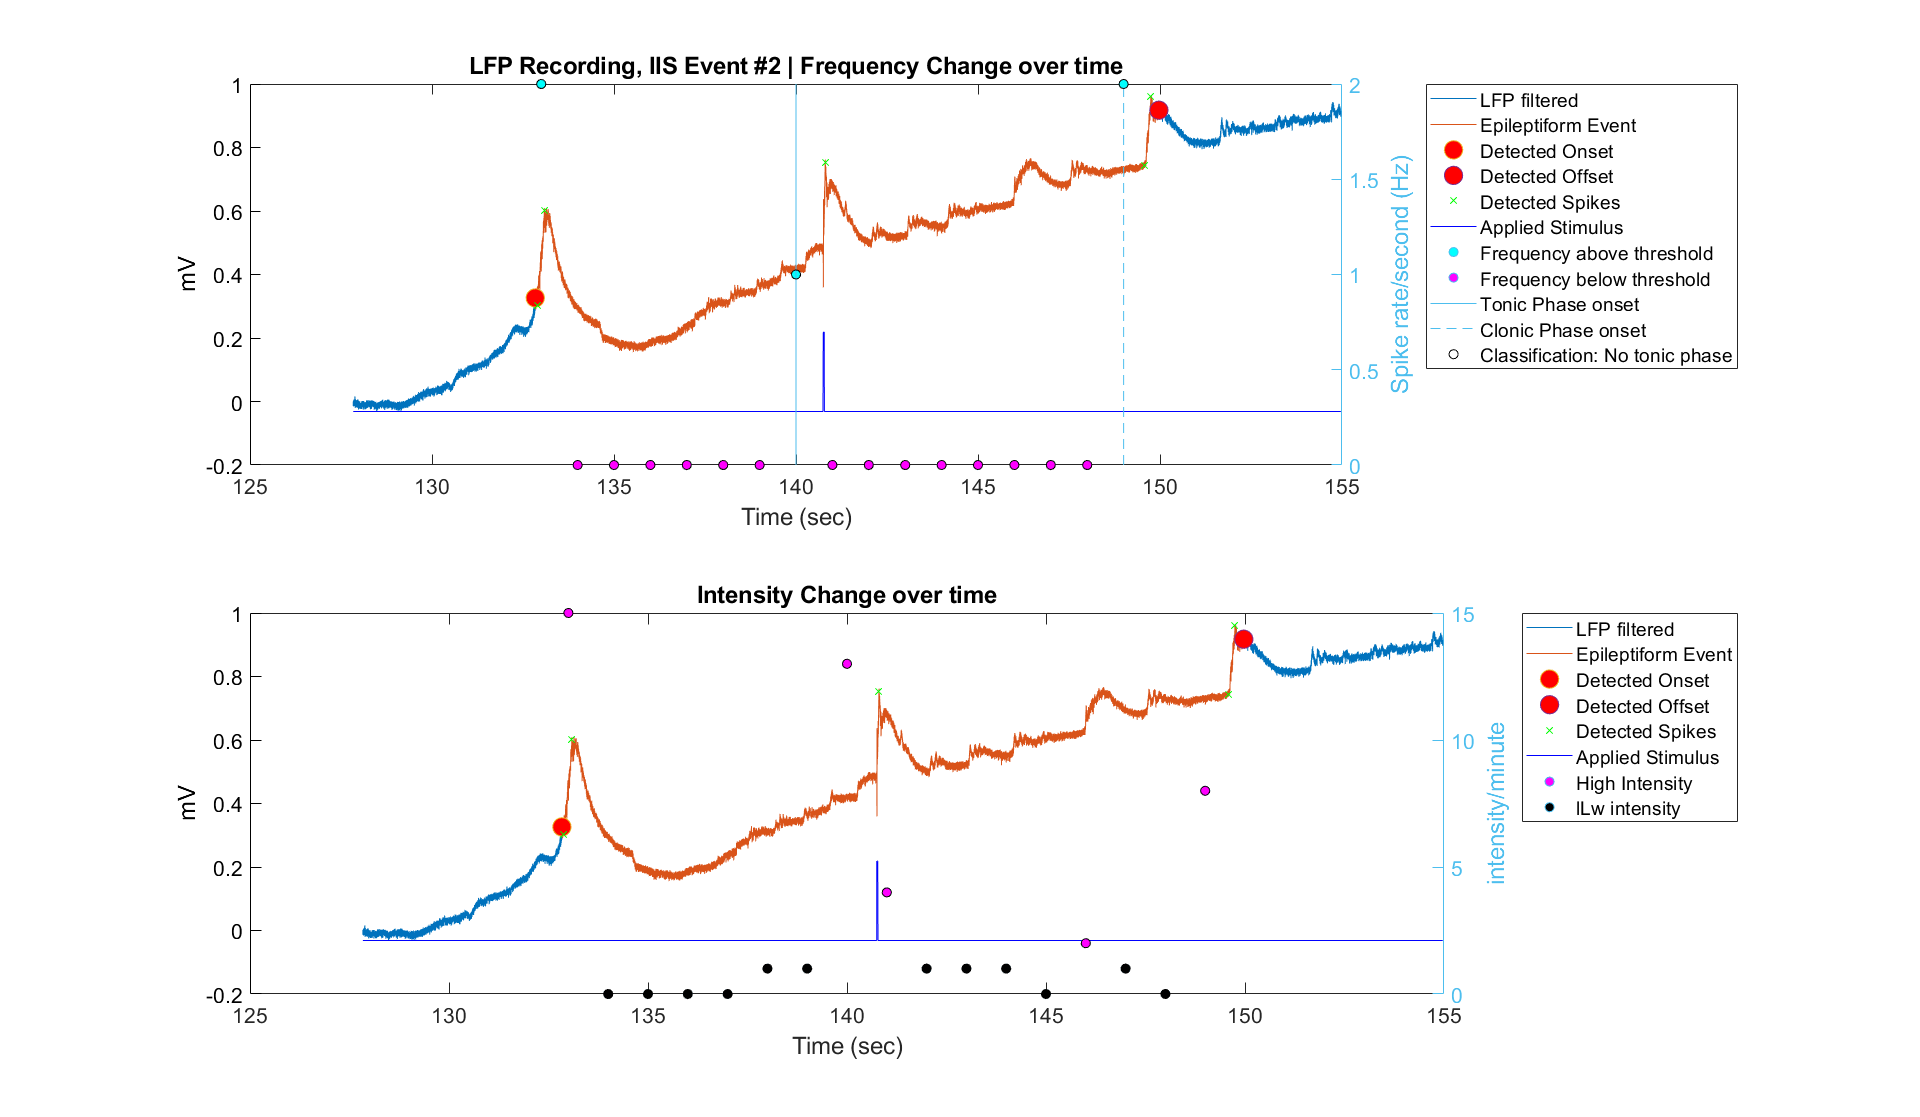 LFP Recording, IIS Event #2 | Frequency Change over time
1
0.8
0.6
0.4
0.2
0
-0.2
mV
125
130
135
140
145
150
155
Time (sec)
2
1.5
1
0.5
0
Spike rate/second (Hz)
LFP filtered
Epileptiform Event
Detected Onset
Detected Offset
Detected Spikes
Applied Stimulus
Frequency above threshold
Frequency below threshold
Tonic Phase onset
Clonic Phase onset
Classification: No tonic phase
Intensity Change over time
1
0.8
0.6
0.4
0.2
0
-0.2
mV
125
130
135
140
145
150
155
Time (sec)
15
10
5
0
intensity/minute
LFP filtered
Epileptiform Event
Detected Onset
Detected Offset
Detected Spikes
Applied Stimulus
High Intensity
lLw intensity